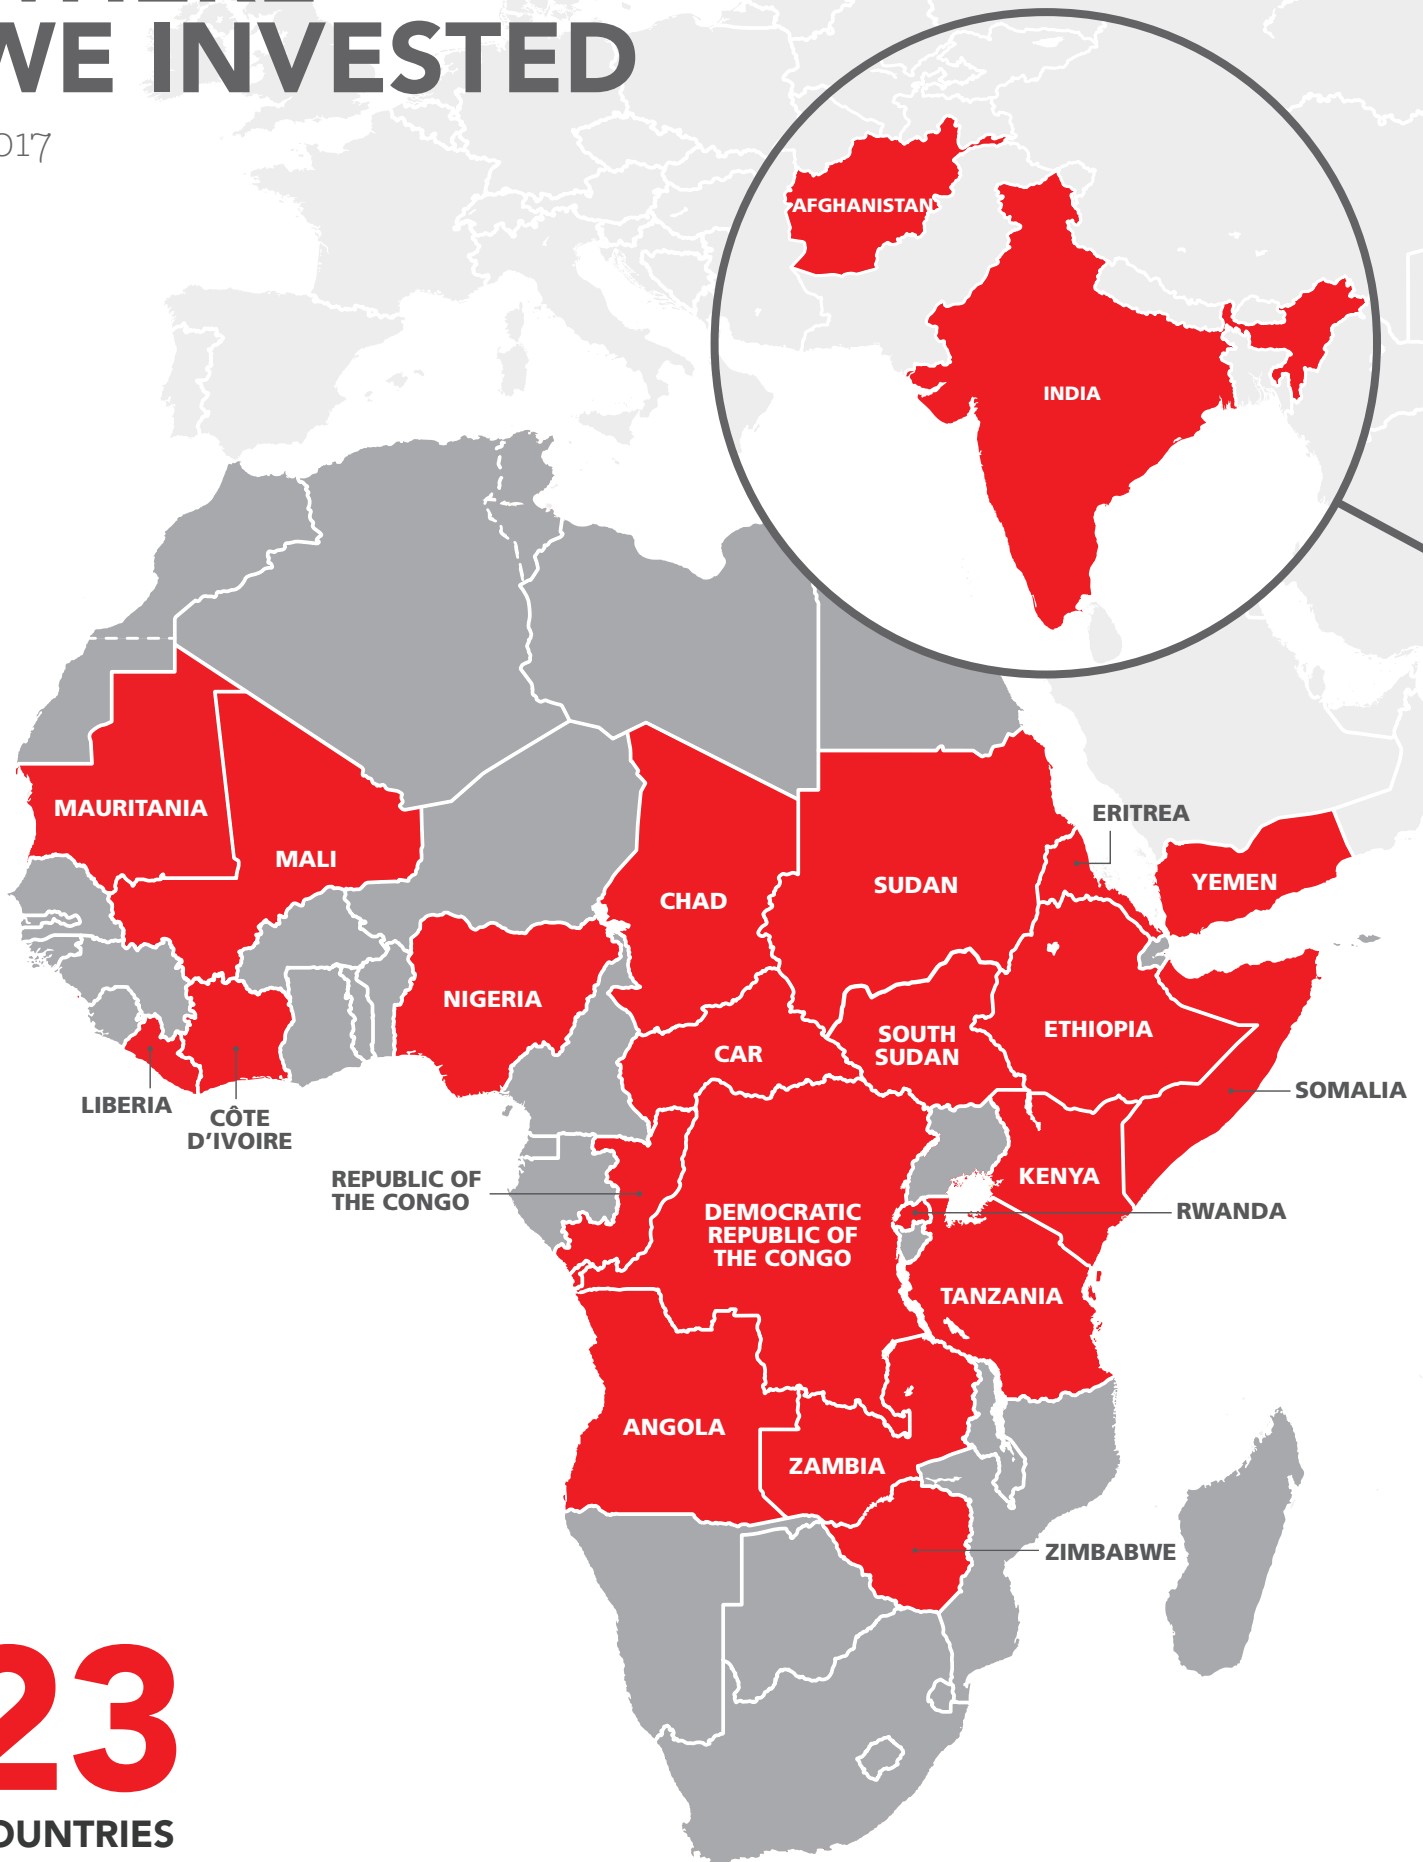 WE INVESTED
017
AFGHANISTAN
INDIA
MAURITANIA
MALI
CHAD
SUDAN
ERITREA
YEMEN
NIGERIA
CAR
SOUTH
SUDAN
ETHIOPIA
SOMALIA
LIBERIA
CÔTE
D'IVOIRE
REPUBLIC OF
THE CONGO
DEMOCRATIC
REPUBLIC OF
THE CONGO
KENYA
RWANDA
TANZANIA
ANGOLA
ZAMBIA
ZIMBABWE
23
OUNTRIES